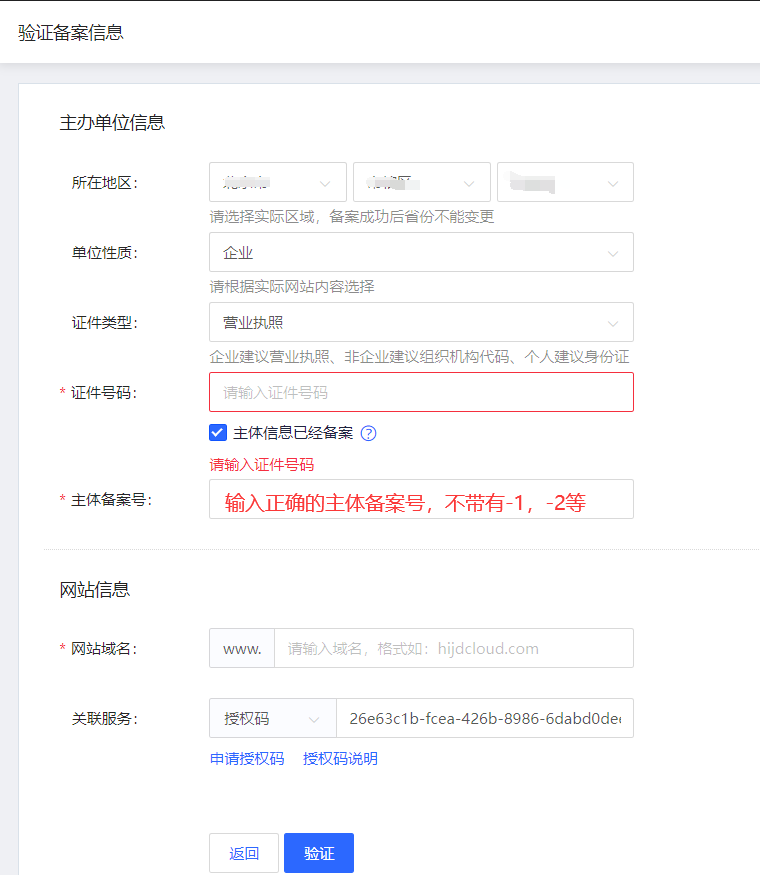 验证备案信息
主办单位信息
所在地区：
请选择实际区域，备案成功后省份不能变更
单位性质： 企业
请根据实际网站内容选择
证件类型： 营业执照
企业建议营业执照、非企业建议组织机构代码、个人建议身份证
* 证件号码： 请输入证件号码
主体信息已经备案 ?
请输入证件号码
* 主体备案号： 输入正确的主体备案号，不带有-1，-2等
网站信息
* 网站域名： www. 请输入域名，格式如：hijdcloud.com
关联服务： 授权码 26e63c1b-fcea-426b-8986-6dabd0de
申请授权码 授权码说明
返回 验证